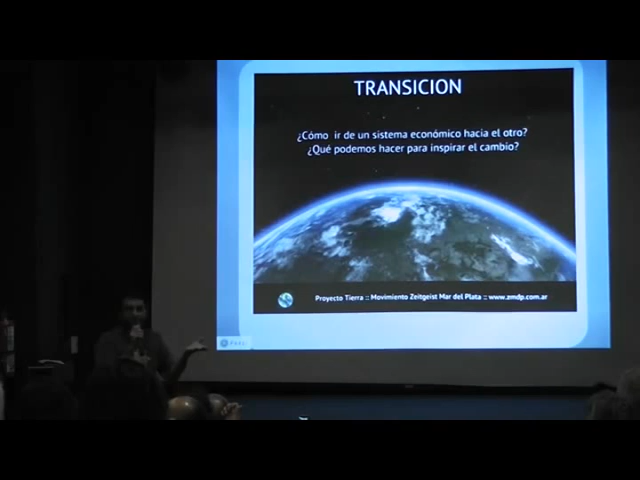 TRANSICION
¿Cómo ir de un sistema económico hacia el otro?
¿Qué podemos hacer para inspirar el cambio?
Proyecto Tierra :: Movimiento Zeitgeist Mar del Plata :: www.zmdp.com.ar